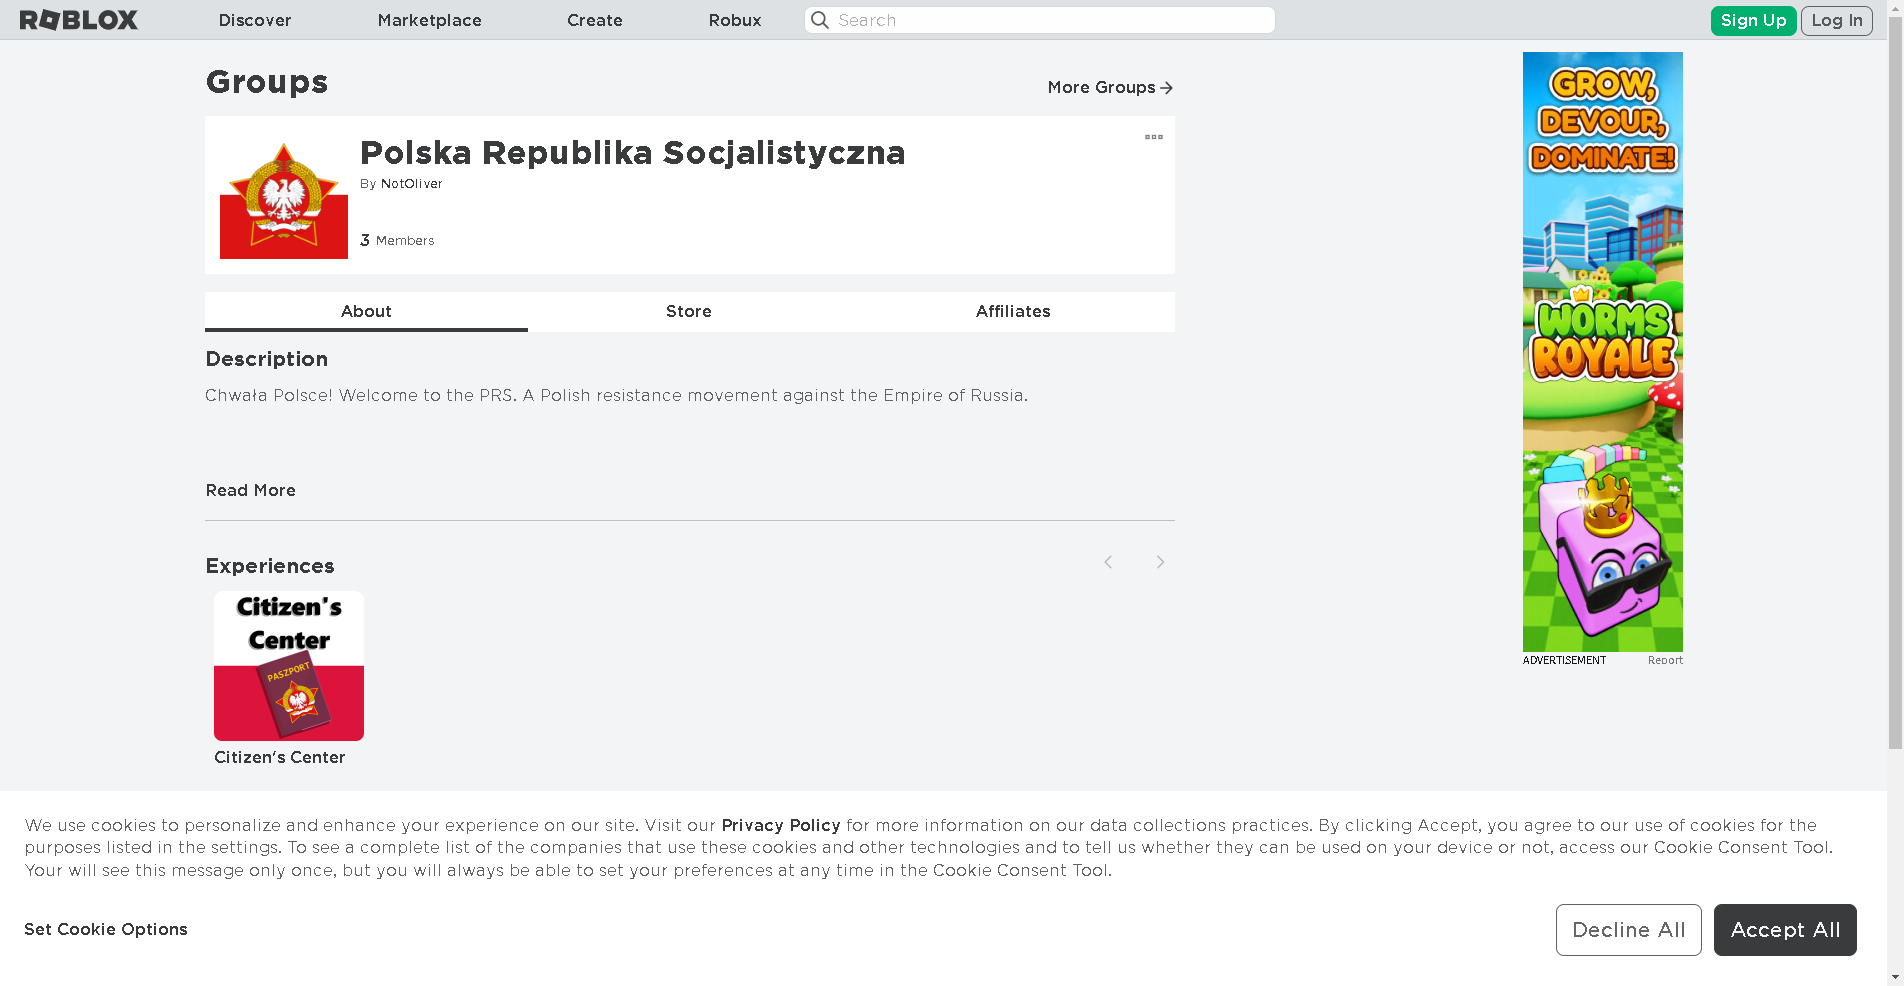 ROBLOX
Discover
Marketplace
Create
Robux
Search
Sign Up
Log In
Groups
More Groups
Polska Republika Socjalistyczna
By NotOliver
3 Members
About
Store
Affiliates
Description
Chwała Polsce! Welcome to the PRS. A Polish resistance movement against the Empire of Russia.
Read More
Experiences
Citizen's
Center
PASZPORT
Citizen's Center
GROW,
DEVOUR,
DOMINATE!
WORMS
ROYALE
ADVERTISEMENT
Report
We use cookies to personalize and enhance your experience on our site. Visit our Privacy Policy for more information on our data collections practices. By clicking Accept, you agree to our use of cookies for the
purposes listed in the settings. To see a complete list of the companies that use these cookies and other technologies and to tell us whether they can be used on your device or not, access our Cookie Consent Tool.
Your will see this message only once, but you will always be able to set your preferences at any time in the Cookie Consent Tool.
Set Cookie Options
Decline All
Accept All